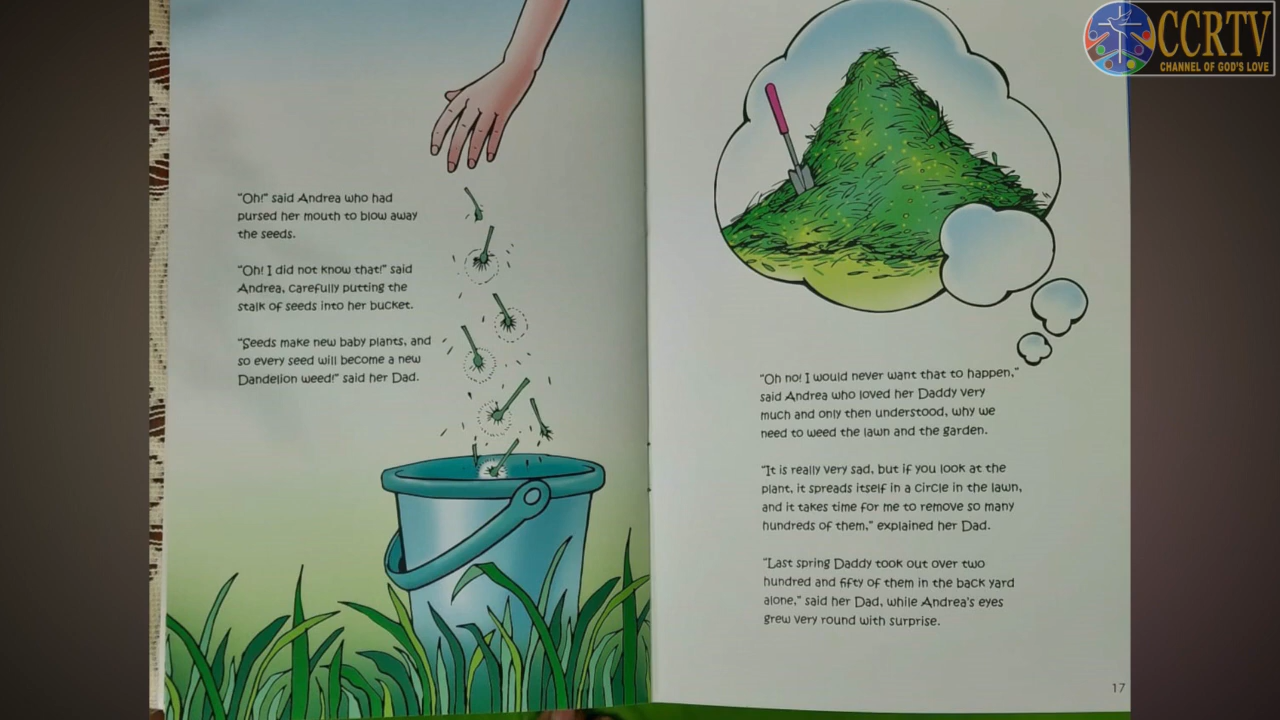 "Oh!" said Andrea who had
pursed her mouth to blow away
the seeds.
"Oh! I did not know that!" said
Andrea, carefully putting the
stalk of seeds into her bucket.
"Seeds make new baby plants, and
so every seed will become a new
Dandelion weed!" said her Dad.
"Oh no! I would never want that to happen,"
said Andrea who loved her Daddy very
much and only then understood, why we
need to weed the lawn and the garden.
"It is really very sad, but if you look at the
plant, it spreads itself in a circle in the lawn,
and it takes time for me to remove so many
hundreds of them," explained her Dad.
"Last spring Daddy took out over two
hundred and fifty of them in the back yard
alone," said her Dad, while Andrea's eyes
grew very round with surprise.
17
CCRTV
CHANNEL OF GOD'S LOVE